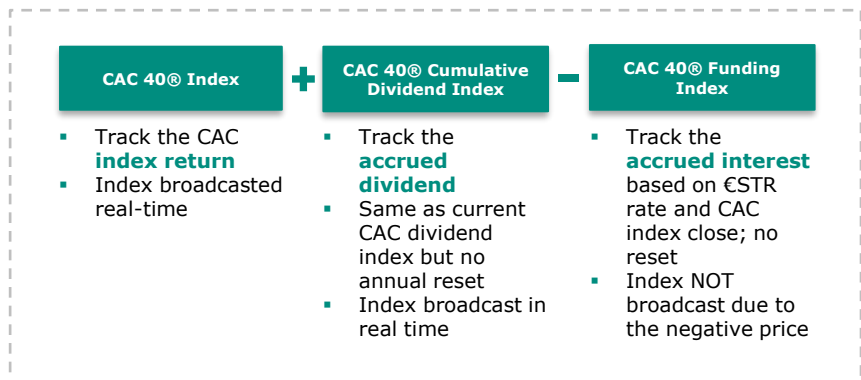 CAC 40® Index
+
CAC 40® Cumulative
Dividend Index
–
CAC 40® Funding
Index
▪ Track the CAC
index return
▪ Index broadcasted
real-time
▪ Track the
accrued
dividend
▪ Same as current
CAC dividend
index but no
annual reset
▪ Index broadcast in
real time
▪ Track the
accrued interest
based on €STR
rate and CAC
index close; no
reset
▪ Index NOT
broadcast due to
the negative price